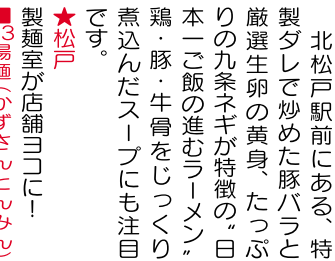 北松戸駅前にある、特
製ダレで炒めた豚バラと
厳選生卵の黄身、たっぷ
りの九条ネギが特徴の〝日
本一ご飯の進むラーメン〟
鶏・豚・牛骨をじっくり
煮込んだスープにも注目
です。
★松戸
製麺室が店舗ヨコに!
■3湯麺(かずさんとんみん)